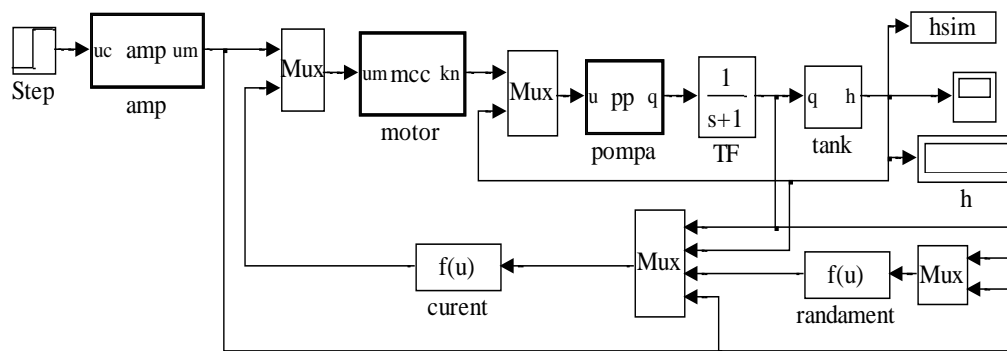 Step
uc amp um
amp
Mux
um mcc kn
motor
Mux
u pp q
pompa
1
s+1
TF
q h
tank
hsim
h
Mux
f(u)
curent
f(u)
randament
Mux